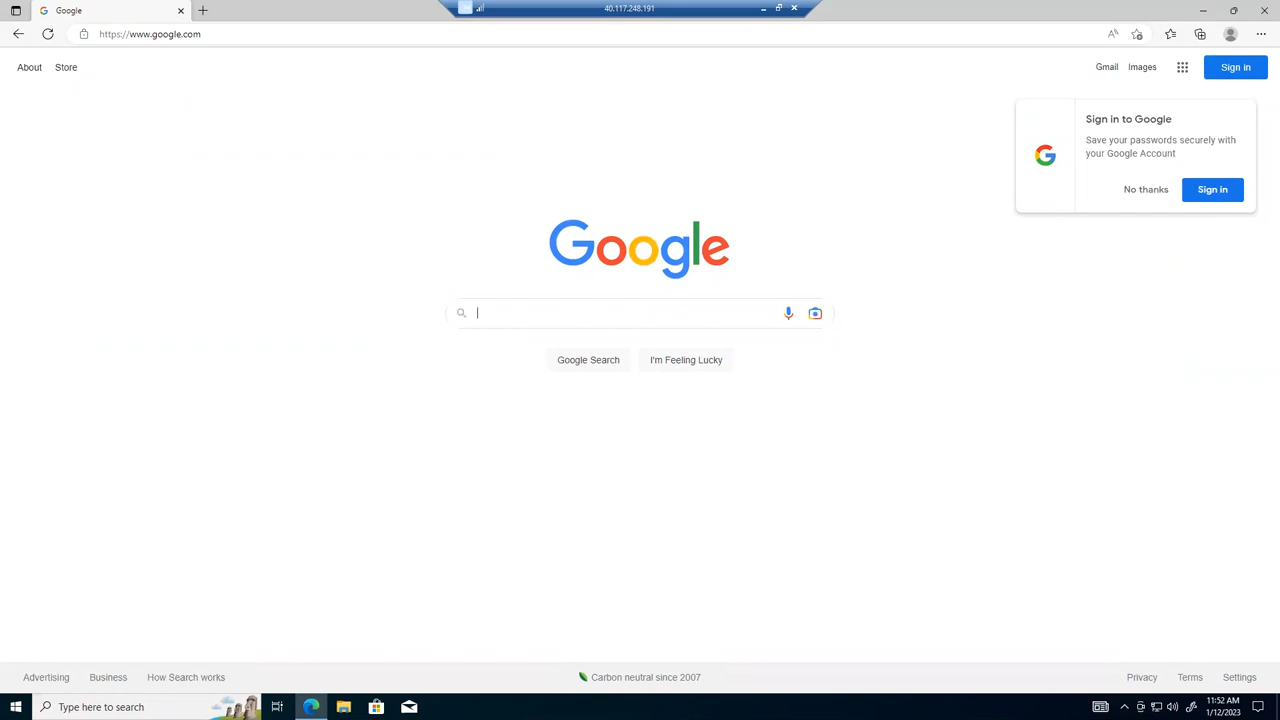 Google
40.117.248.191
https://www.google.com
About Store
Gmail Images Sign in
Sign in to Google
Save your passwords securely with
your Google Account
No thanks Sign in
Google
Google Search I'm Feeling Lucky
Advertising Business How Search works Carbon neutral since 2007 Privacy Terms Settings
Type here to search
11:52 AM
1/12/2023